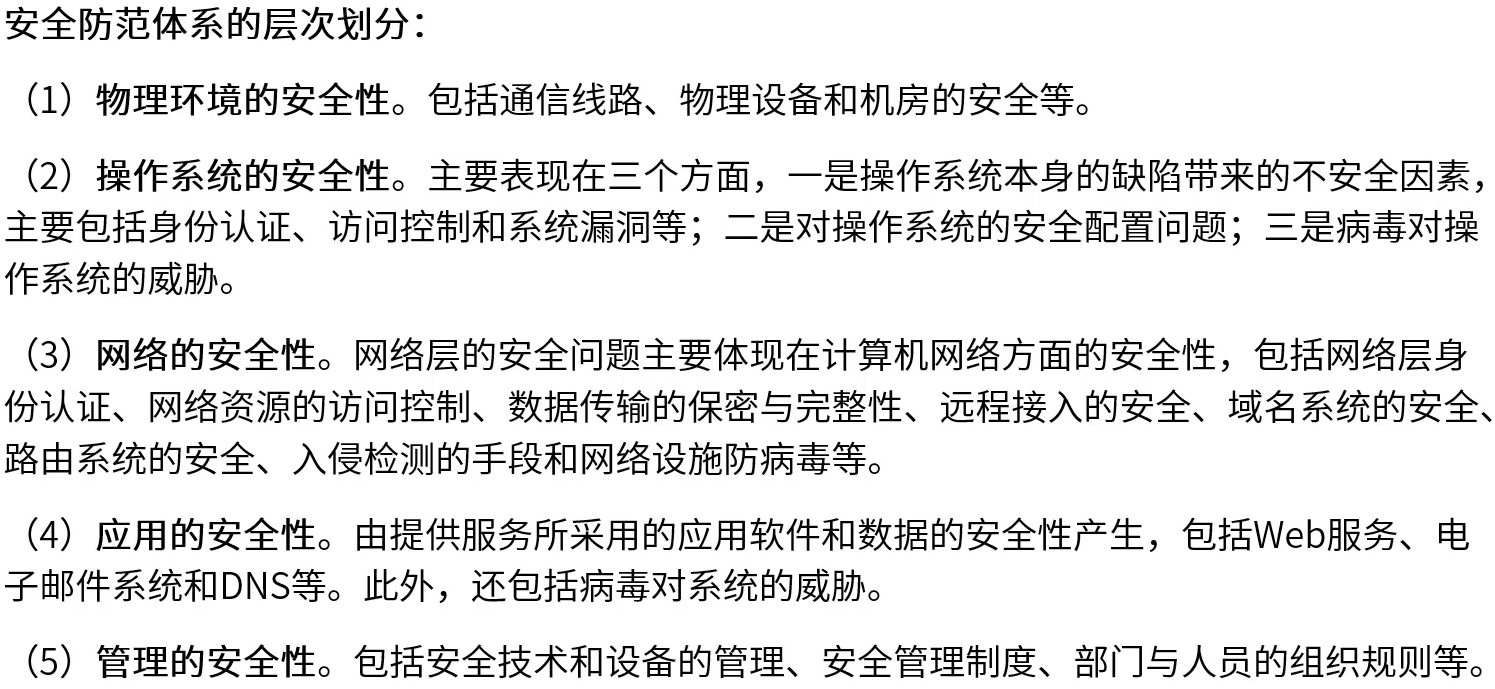 安全防范体系的层次划分：
（1）物理环境的安全性。包括通信线路、物理设备和机房的安全等。
（2）操作系统的安全性。主要表现在三个方面，一是操作系统本身的缺陷带来的不安全因素，
主要包括身份认证、访问控制和系统漏洞等；二是对操作系统的安全配置问题；三是病毒对操
作系统的威胁。
（3）网络的安全性。网络层的安全问题主要体现在计算机网络方面的安全性，包括网络层身
份认证、网络资源的访问控制、数据传输的保密与完整性、远程接入的安全、域名系统的安全、
路由系统的安全、入侵检测的手段和网络设施防病毒等。
（4）应用的安全性。由提供服务所采用的应用软件和数据的安全性产生，包括Web服务、电
子邮件系统和DNS等。此外，还包括病毒对系统的威胁。
（5）管理的安全性。包括安全技术和设备的管理、安全管理制度、部门与人员的组织规则等。